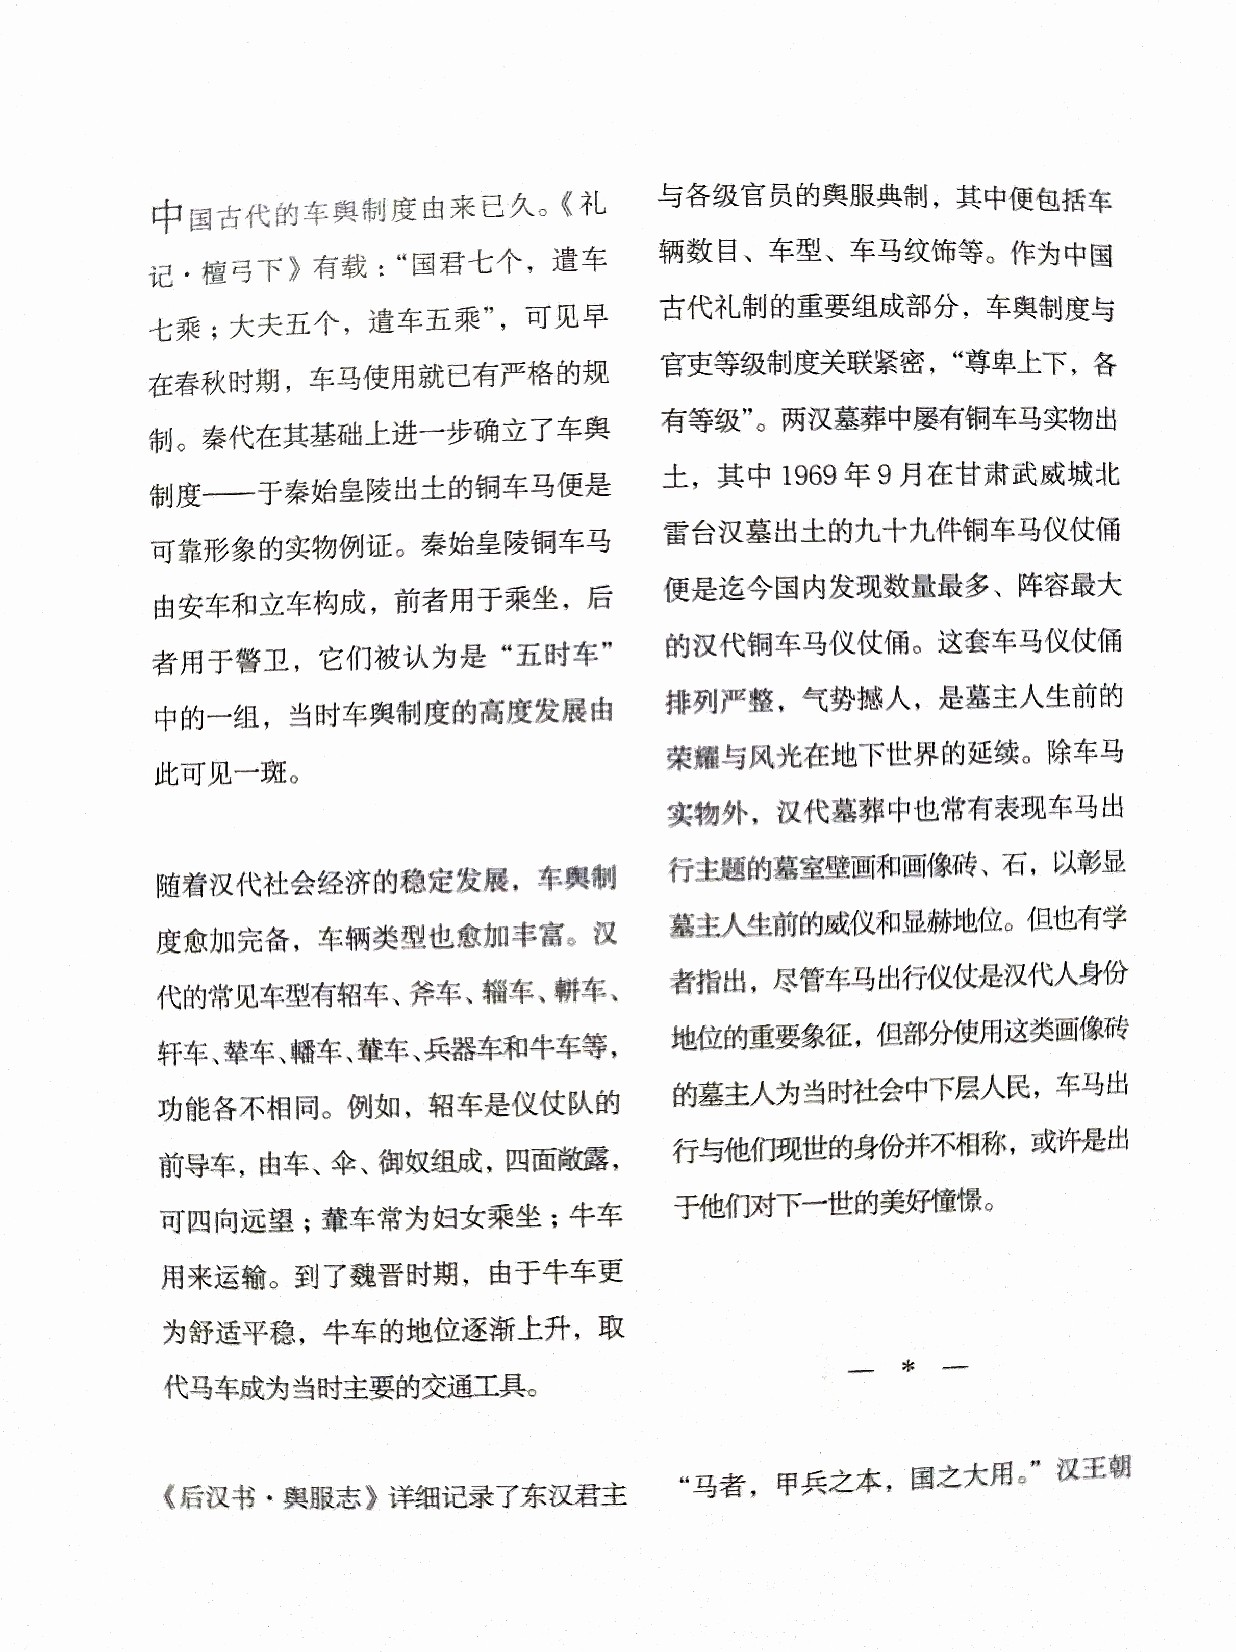 中国古代的车舆制度由来已久。《礼
记·檀弓下》有载：“国君七个，遣车
七乘；大夫五个，遣车五乘”，可见早
在春秋时期，车马使用就已有严格的规
制。秦代在其基础上进一步确立了车舆
制度——于秦始皇陵出土的铜车马便是
可靠形象的实物例证。秦始皇陵铜车马
由安车和立车构成，前者用于乘坐，后
者用于警卫，它们被认为是“五时车”
中的一组，当时车舆制度的高度发展由
此可见一斑。
随着汉代社会经济的稳定发展，车舆制
度愈加完备，车辆类型也愈加丰富。汉
代的常见车型有轺车、斧车、辎车、軿车、
轩车、辇车、轓车、輂车、兵器车和牛车等，
功能各不相同。例如，轺车是仪仗队的
前导车，由车、伞、御奴组成，四面敞露，
可四向远望；輂车常为妇女乘坐；牛车
用来运输。到了魏晋时期，由于牛车更
为舒适平稳，牛车的地位逐渐上升，取
代马车成为当时主要的交通工具。
《后汉书·舆服志》详细记录了东汉君主
与各级官员的舆服典制，其中便包括车
辆数目、车型、车马纹饰等。作为中国
古代礼制的重要组成部分，车舆制度与
官吏等级制度关联紧密，“尊卑上下，各
有等级”。两汉墓葬中屡有铜车马实物出
土，其中 1969 年 9 月在甘肃武威城北
雷台汉墓出土的九十九件铜车马仪仗俑
便是迄今国内发现数量最多、阵容最大
的汉代铜车马仪仗俑。这套车马仪仗俑
排列严整，气势撼人，是墓主人生前的
荣耀与风光在地下世界的延续。除车马
实物外，汉代墓葬中也常有表现车马出
行主题的墓室壁画和画像砖、石，以彰显
墓主人生前的威仪和显赫地位。但也有学
者指出，尽管车马出行仪仗是汉代人身份
地位的重要象征，但部分使用这类画像砖
的墓主人为当时社会中下层人民，车马出
行与他们现世的身份并不相称，或许是出
于他们对下一世的美好憧憬。
— * —
“马者，甲兵之本，国之大用。”汉王朝